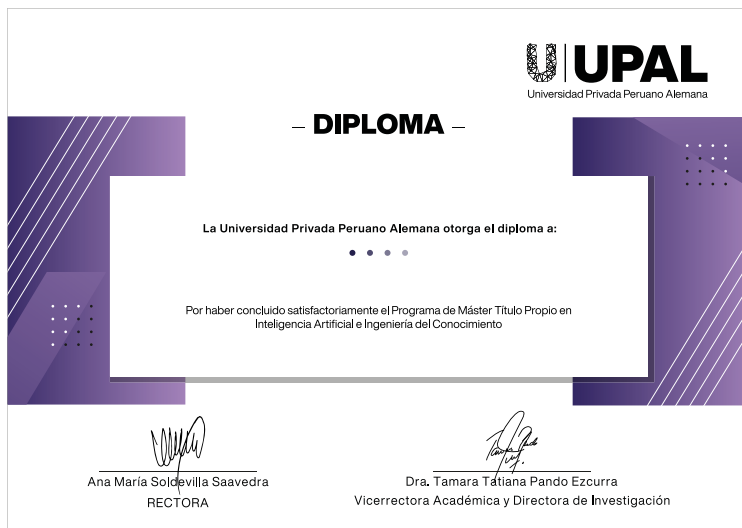 UPAL
Universidad Privada Peruano Alemana
– DIPLOMA –
La Universidad Privada Peruano Alemana otorga el diploma a:
Por haber concluido satisfactoriamente el Programa de Máster Título Propio en
Inteligencia Artificial e Ingeniería del Conocimiento
Ana María Soldevilla Saavedra
RECTORA
Dra. Tamara Tatiana Pando Ezcurra
Vicerrectora Académica y Directora de Investigación